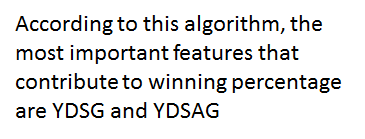 According to this algorithm, the
most important features that
contribute to winning percentage
are YDSG and YDSAG